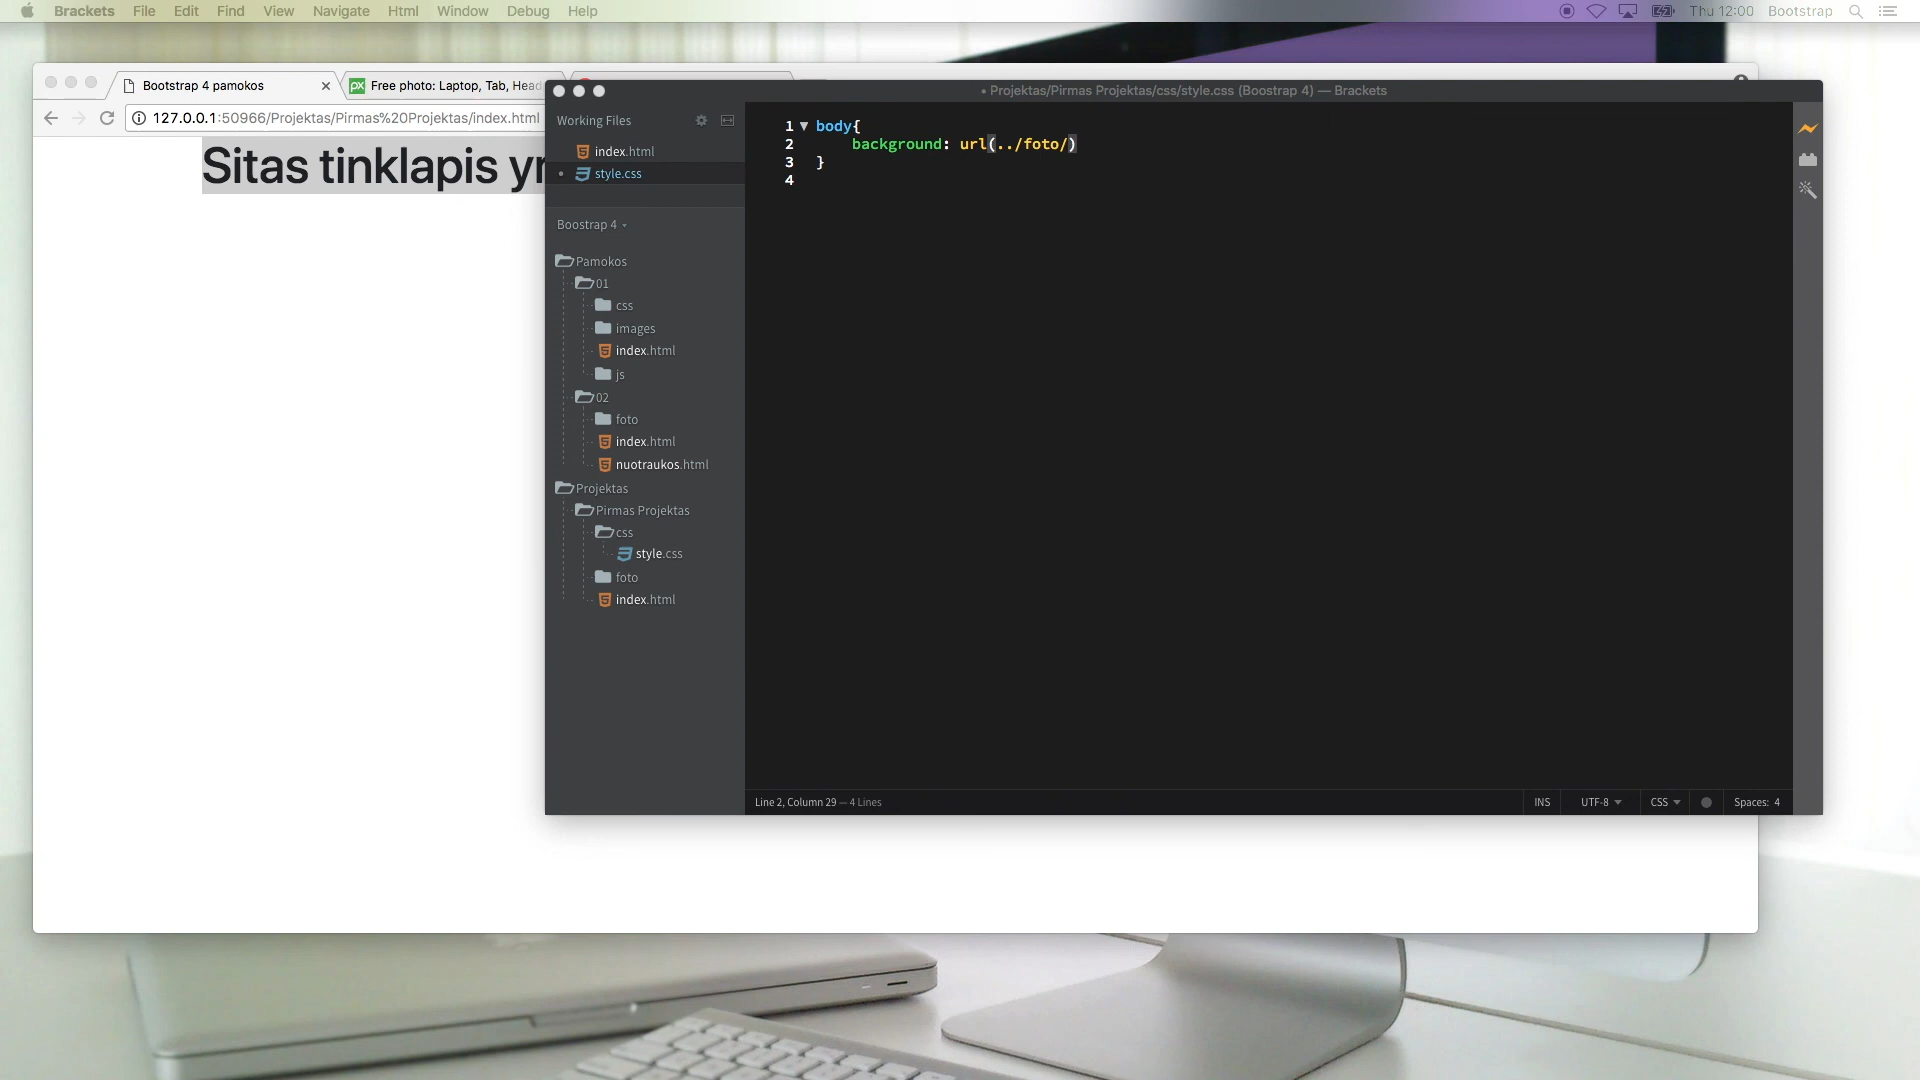 Brackets File Edit Find View Navigate Html Window Debug Help
Thu 12:00 Bootstrap
Bootstrap 4 pamokos
Free photo: Laptop, Tab, Head
127.0.0.1:50966/Projektas/Pirmas%20Projektas/index.html
Sitas tinklapis yr
• Projektas/Pirmas Projektas/css/style.css (Boostrap 4) — Brackets
Working Files
index.html
• style.css
Boostrap 4
Pamokos
01
css
images
index.html
js
02
foto
index.html
nuotraukos.html
Projektas
Pirmas Projektas
css
style.css
foto
index.html
1 body{
2 background: url(../foto/)
3 }
4
Line 2, Column 29 — 4 Lines
INS UTF-8 CSS Spaces: 4